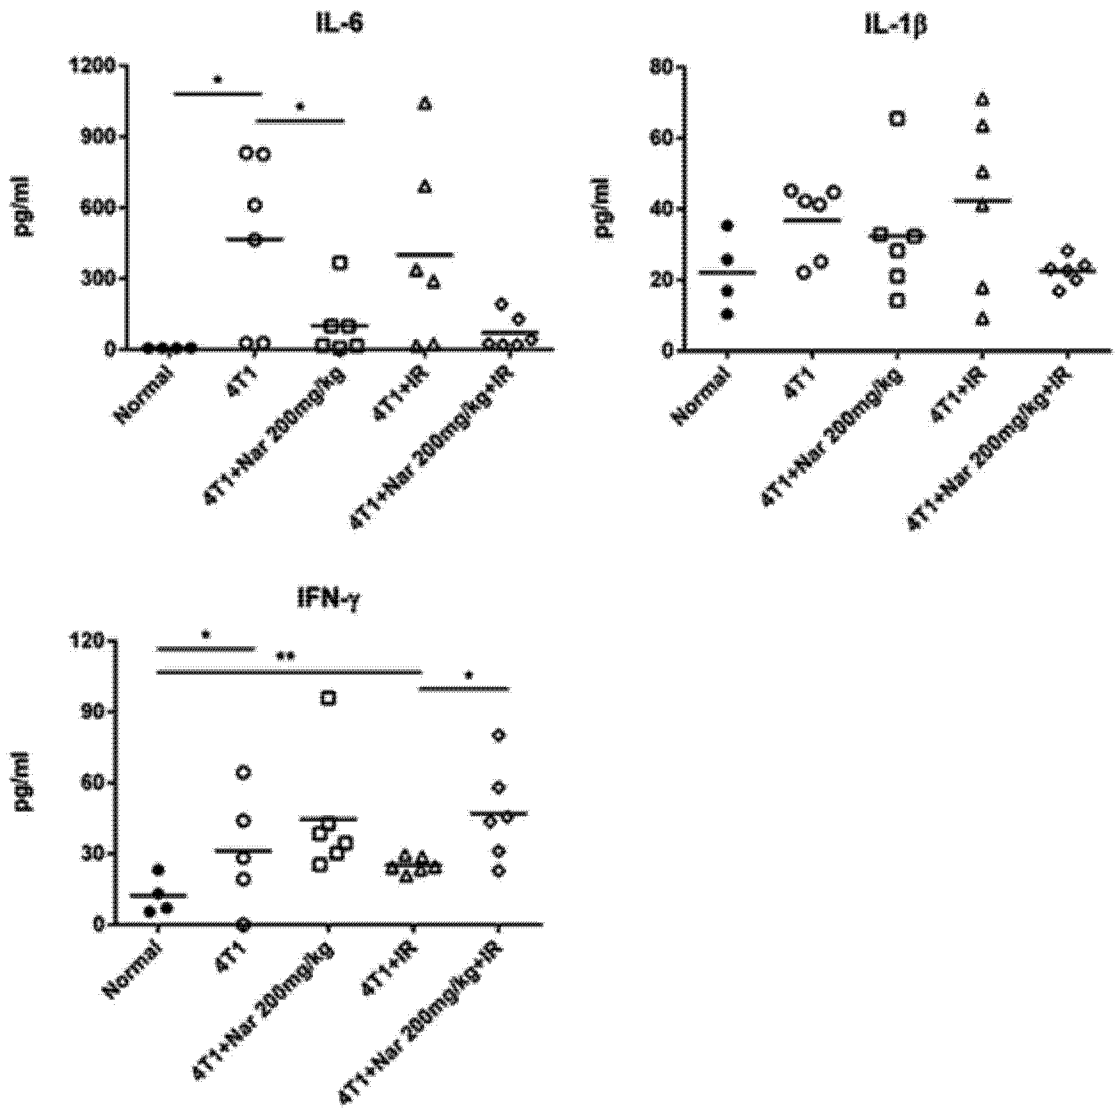 IL-6
1200
900
600
300
0
pg/ml
*
*
Normal
4T1
4T1+Nar 200mg/kg
4T1+IR
4T1+Nar 200mg/kg+IR
IL-1β
80
60
40
20
0
pg/ml
Normal
4T1
4T1+Nar 200mg/kg
4T1+IR
4T1+Nar 200mg/kg+IR
IFN-γ
120
90
60
30
0
pg/ml
*
**
*
Normal
4T1
4T1+Nar 200mg/kg
4T1+IR
4T1+Nar 200mg/kg+IR